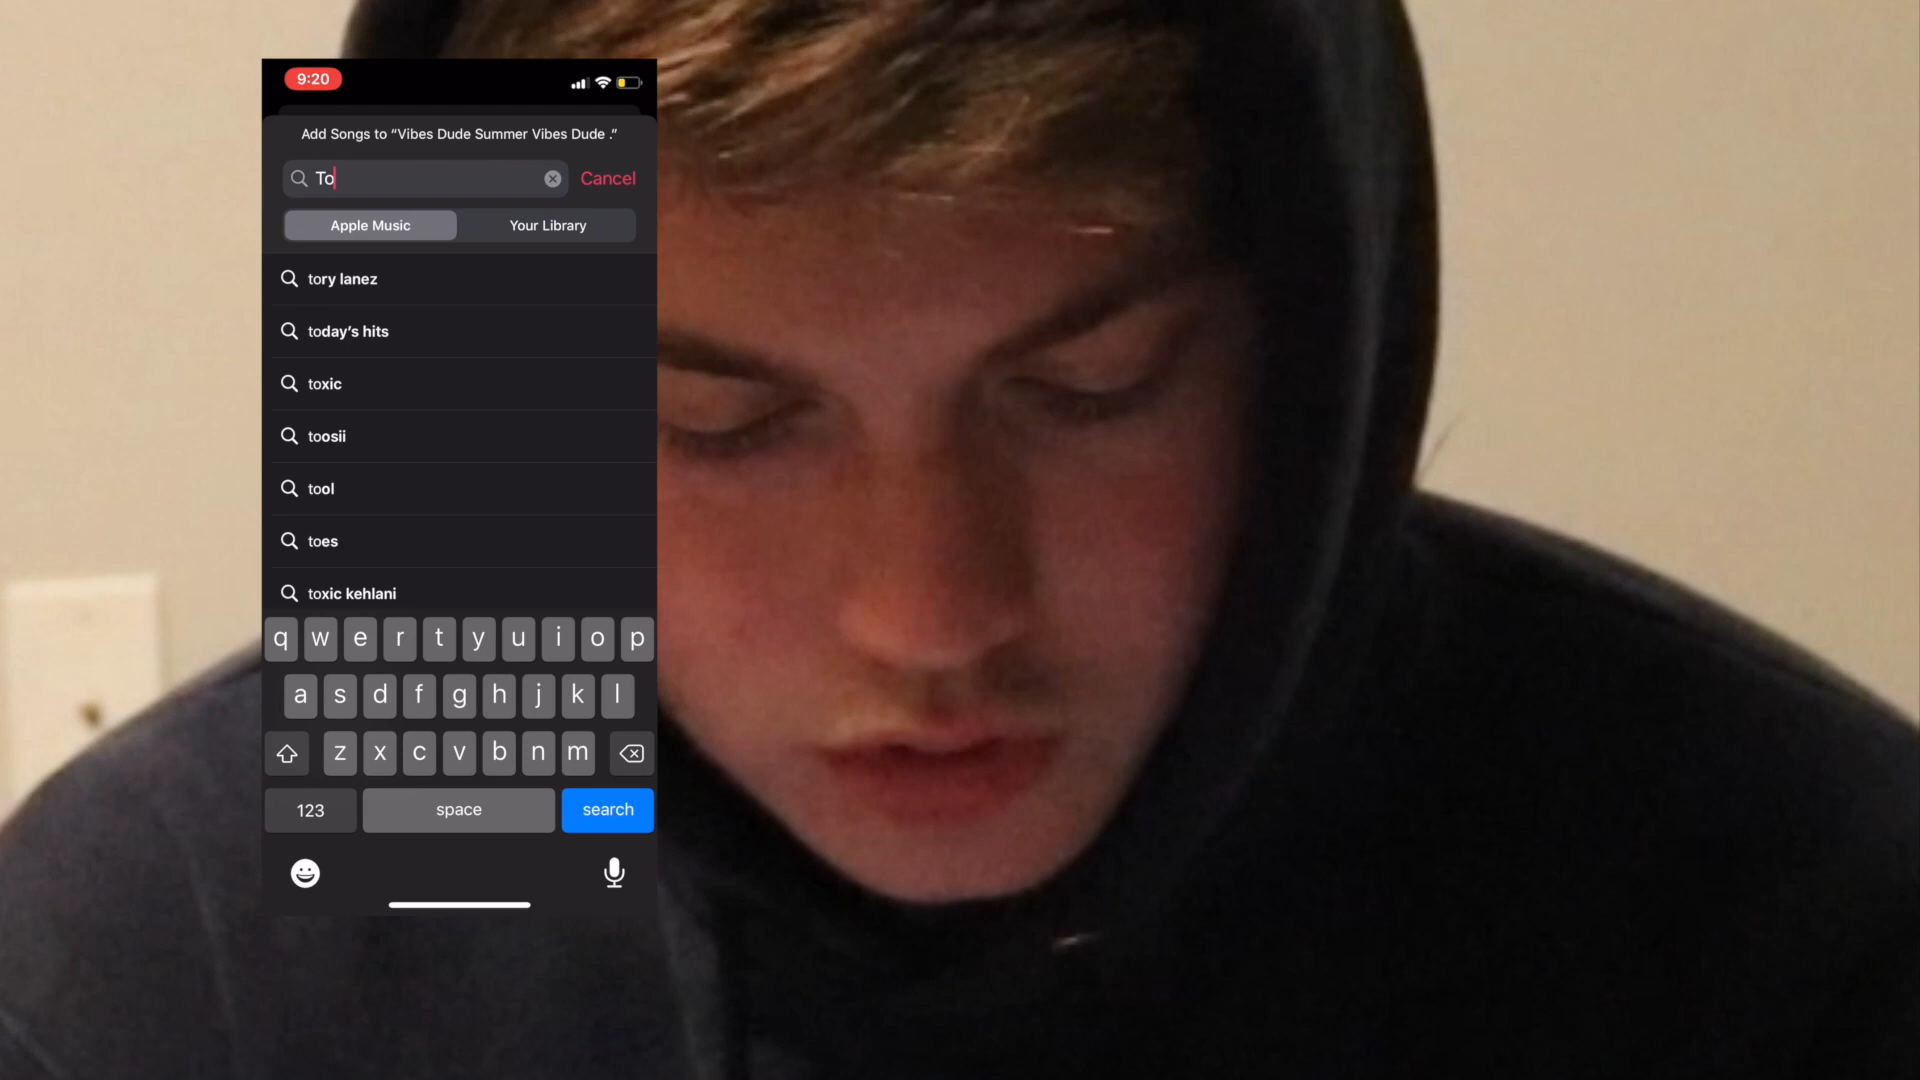 9:20
Add Songs to “Vibes Dude Summer Vibes Dude .”
To
Cancel
Apple Music
Your Library
tory lanez
today’s hits
toxic
toosii
tool
toes
toxic kehlani
q w e r t y u i o p
a s d f g h j k l
z x c v b n m
123
space
search